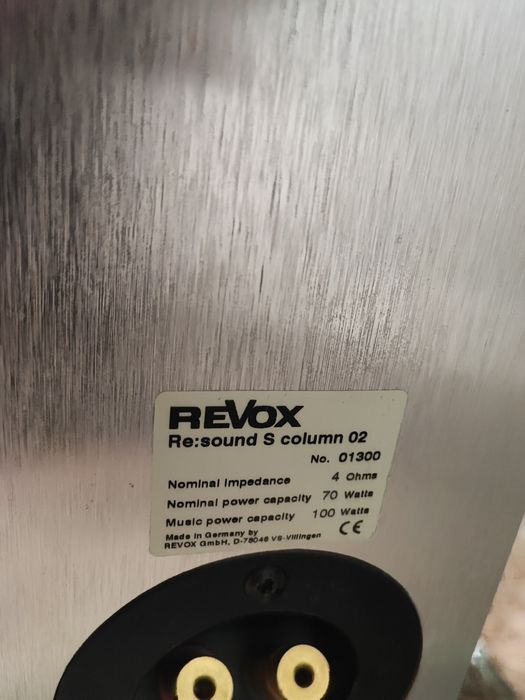 REVOX
Re:sound S column 02
No. 01300
Nominal impedance 4 Ohms
Nominal power capacity 70 Watts
Music power capacity 100 Watts
Made in Germany by CE
REVOX GmbH, D-78048 VS-Villingen